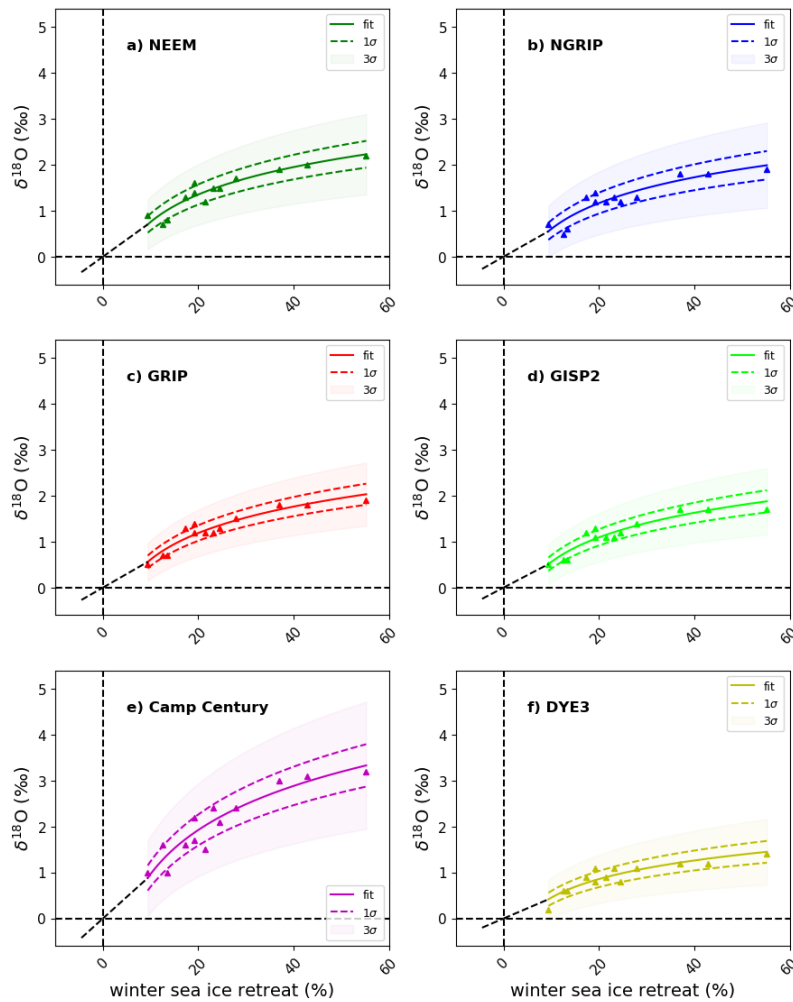 a) NEEM
fit
1σ
3σ
δ¹⁸O (‰)
5
4
3
2
1
0
0
20
40
60
b) NGRIP
fit
1σ
3σ
δ¹⁸O (‰)
5
4
3
2
1
0
0
20
40
60
c) GRIP
fit
1σ
3σ
δ¹⁸O (‰)
5
4
3
2
1
0
0
20
40
60
d) GISP2
fit
1σ
3σ
δ¹⁸O (‰)
5
4
3
2
1
0
0
20
40
60
e) Camp Century
fit
1σ
3σ
δ¹⁸O (‰)
5
4
3
2
1
0
0
20
40
60
winter sea ice retreat (%)
f) DYE3
fit
1σ
3σ
δ¹⁸O (‰)
5
4
3
2
1
0
0
20
40
60
winter sea ice retreat (%)